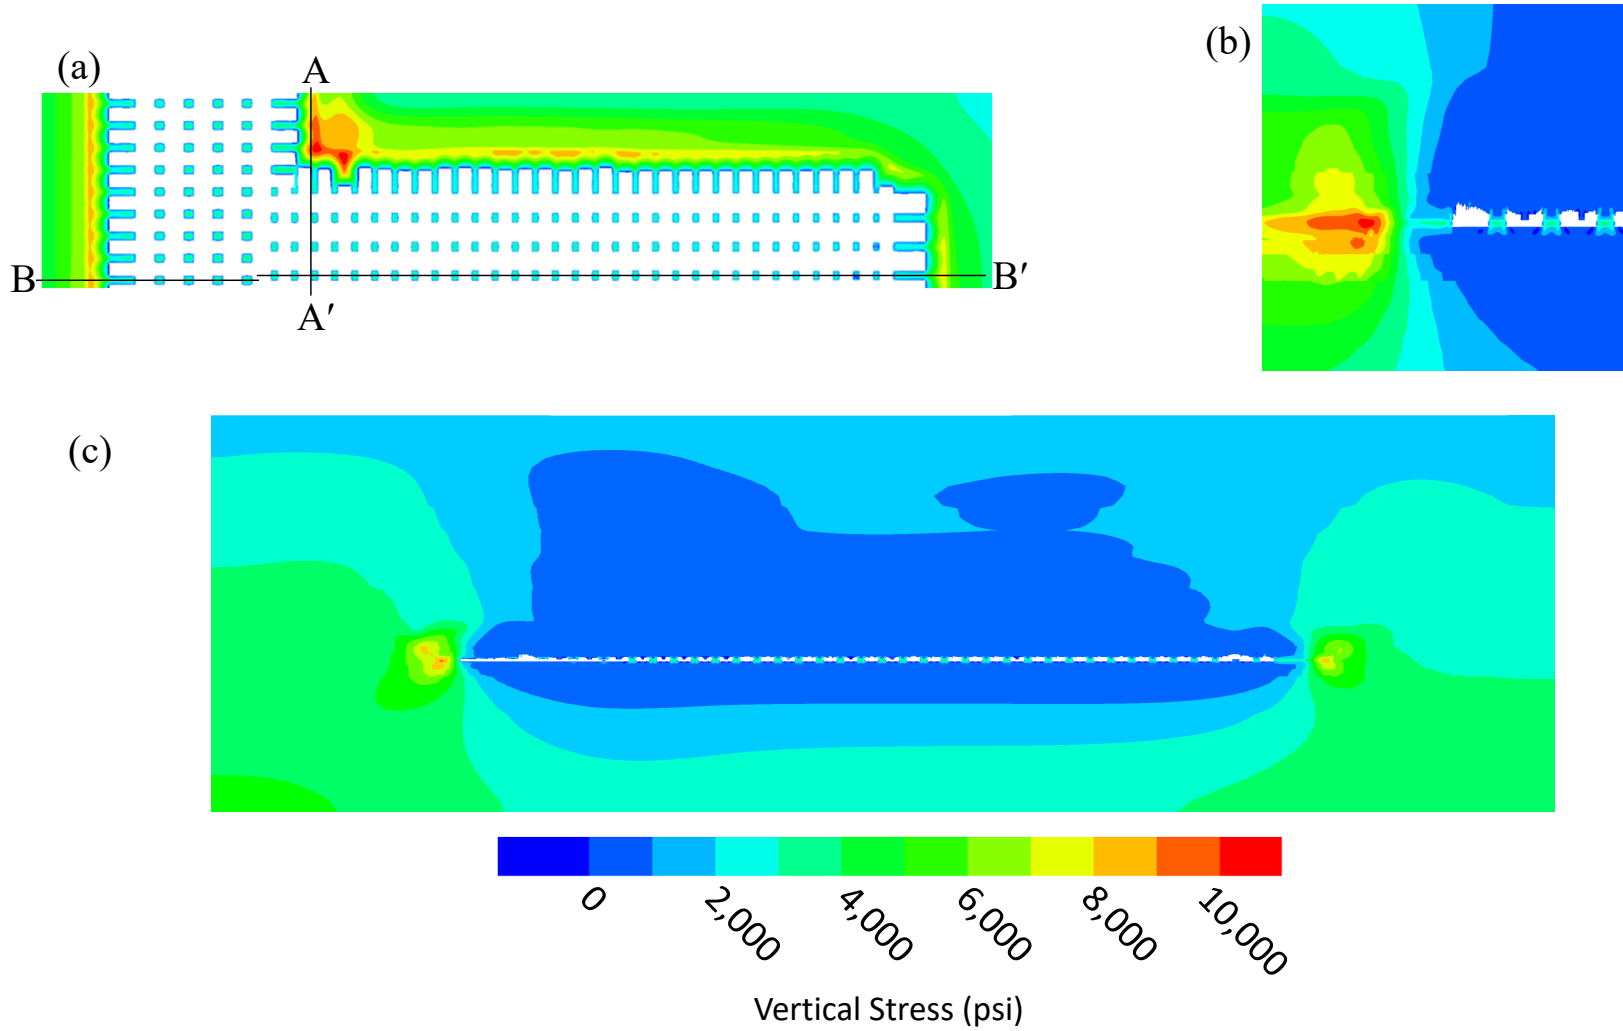 (a)
A
(b)
B
B′
A′
(c)
0
2,000
4,000
6,000
8,000
10,000
Vertical Stress (psi)